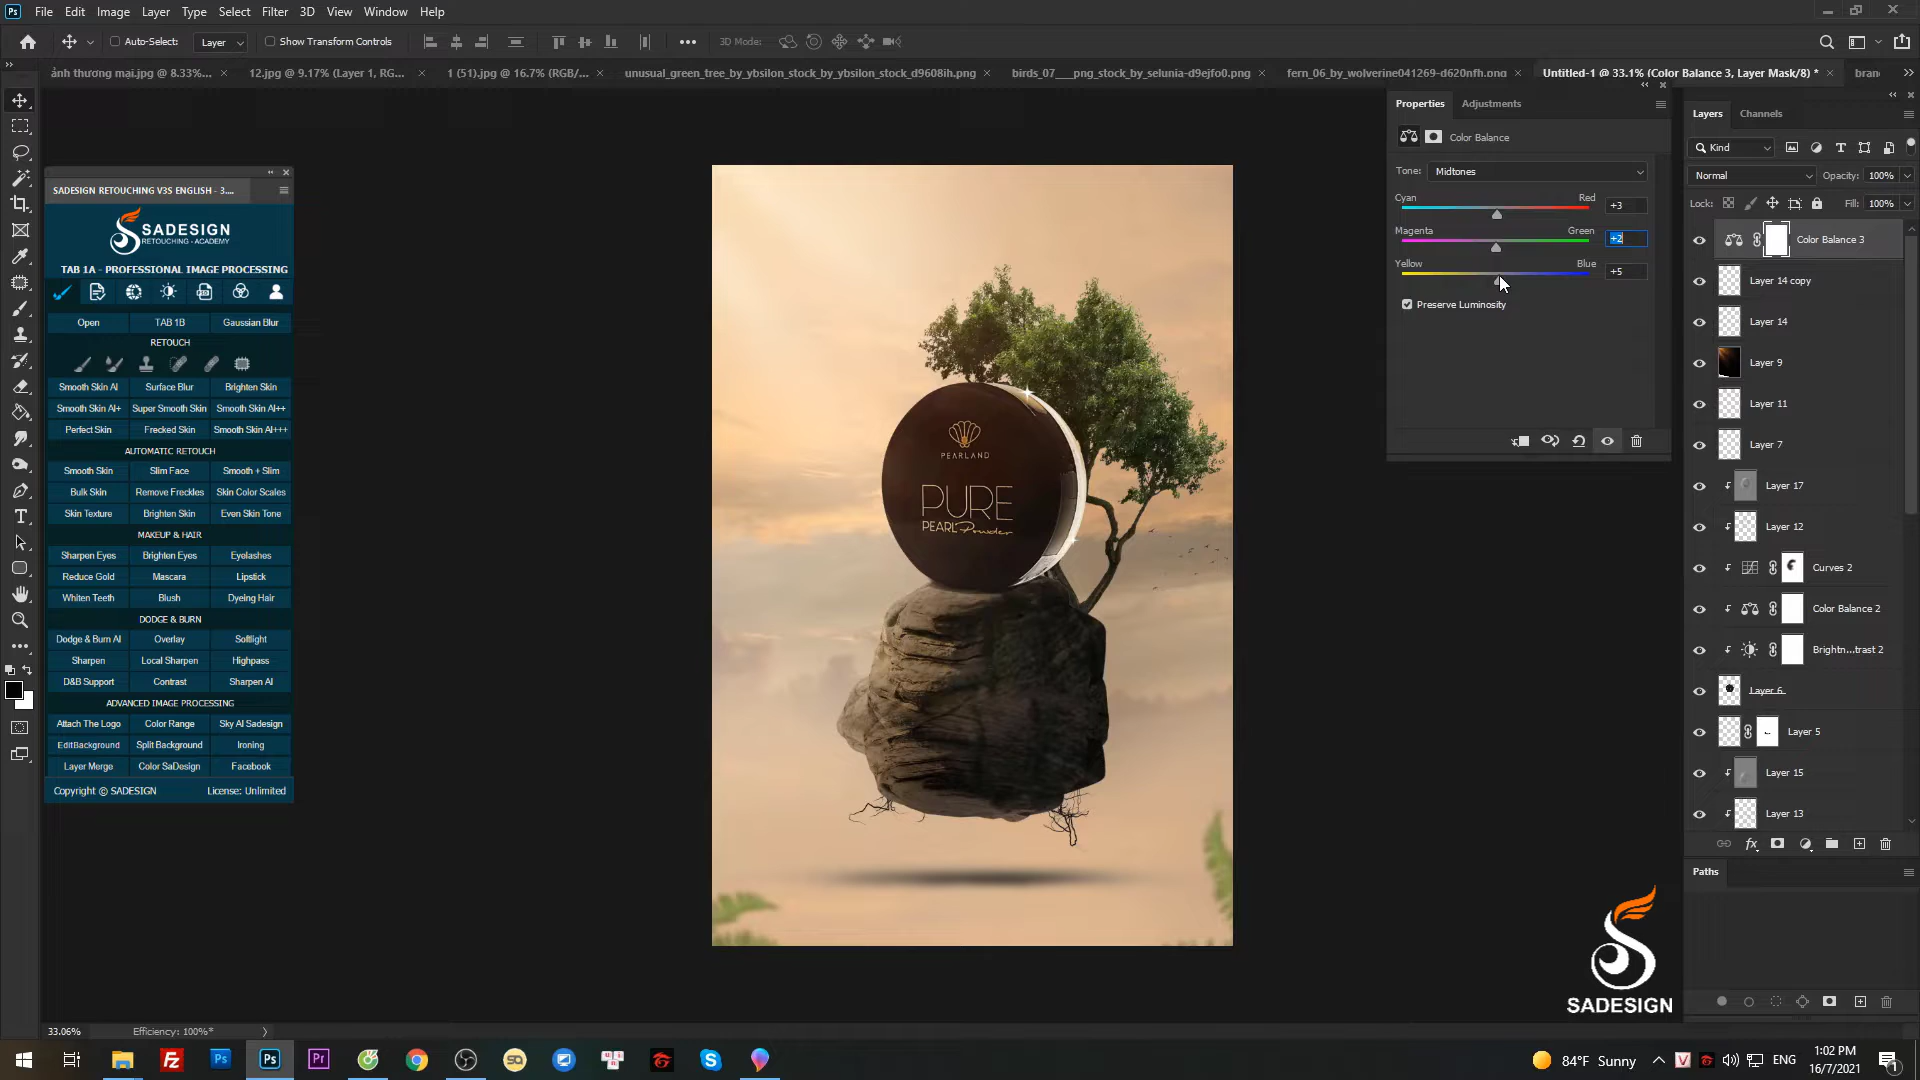 File Edit Image Layer Type Select Filter 3D View Window Help
Auto-Select: Layer Show Transform Controls 3D Mode:
ảnh thương mại.jpg @ 8.33%... 12.jpg @ 9.17% (Layer 1, RG... 1 (51).jpg @ 16.7% (RGB/... unusual_green_tree_by_ybsilon_stock_by_ybsilon_stock_d9608ih.png birds_07___png_stock_by_selunia-d9ejfo0.png fern_06_by_wolverine041269-d620nfh.png Untitled-1 @ 33.1% (Color Balance 3, Layer Mask/8) *
SADESIGN RETOUCHING V3S ENGLISH - 3....
SADESIGN
RETOUCHING - ACADEMY
TAB 1A - PROFESSIONAL IMAGE PROCESSING
Open TAB 1B Gaussian Blur
RETOUCH
Smooth Skin AI Surface Blur Brighten Skin
Smooth Skin AI+ Super Smooth Skin Smooth Skin AI++
Perfect Skin Frecked Skin Smooth Skin AI+++
AUTOMATIC RETOUCH
Smooth Skin Slim Face Smooth + Slim
Bulk Skin Remove Freckles Skin Color Scales
Skin Texture Brighten Skin Even Skin Tone
MAKEUP & HAIR
Sharpen Eyes Brighten Eyes Eyelashes
Reduce Gold Mascara Lipstick
Whiten Teeth Blush Dyeing Hair
DODGE & BURN
Dodge & Burn AI Overlay Softlight
Sharpen Local Sharpen Highpass
D&B Support Contrast Sharpen AI
ADVANCED IMAGE PROCESSING
Attach The Logo Color Range Sky AI Sadesign
EditBackground Split Background Ironing
Layer Merge Color SaDesign Facebook
Copyright © SADESIGN License: Unlimited
PEARLAND
PURE
PEARL Powder
Properties Adjustments
Color Balance
Tone: Midtones
Cyan Red +3
Magenta Green +2
Yellow Blue +5
Preserve Luminosity
Layers Channels
Kind
Normal Opacity: 100%
Lock: Fill: 100%
Color Balance 3
Layer 14 copy
Layer 14
Layer 9
Layer 11
Layer 7
Layer 17
Layer 12
Curves 2
Color Balance 2
Brightn...trast 2
Layer 6
Layer 5
Layer 15
Layer 13
fx
Paths
SADESIGN
33.06% Efficiency: 100%*
84°F Sunny ENG 1:02 PM
16/7/2021